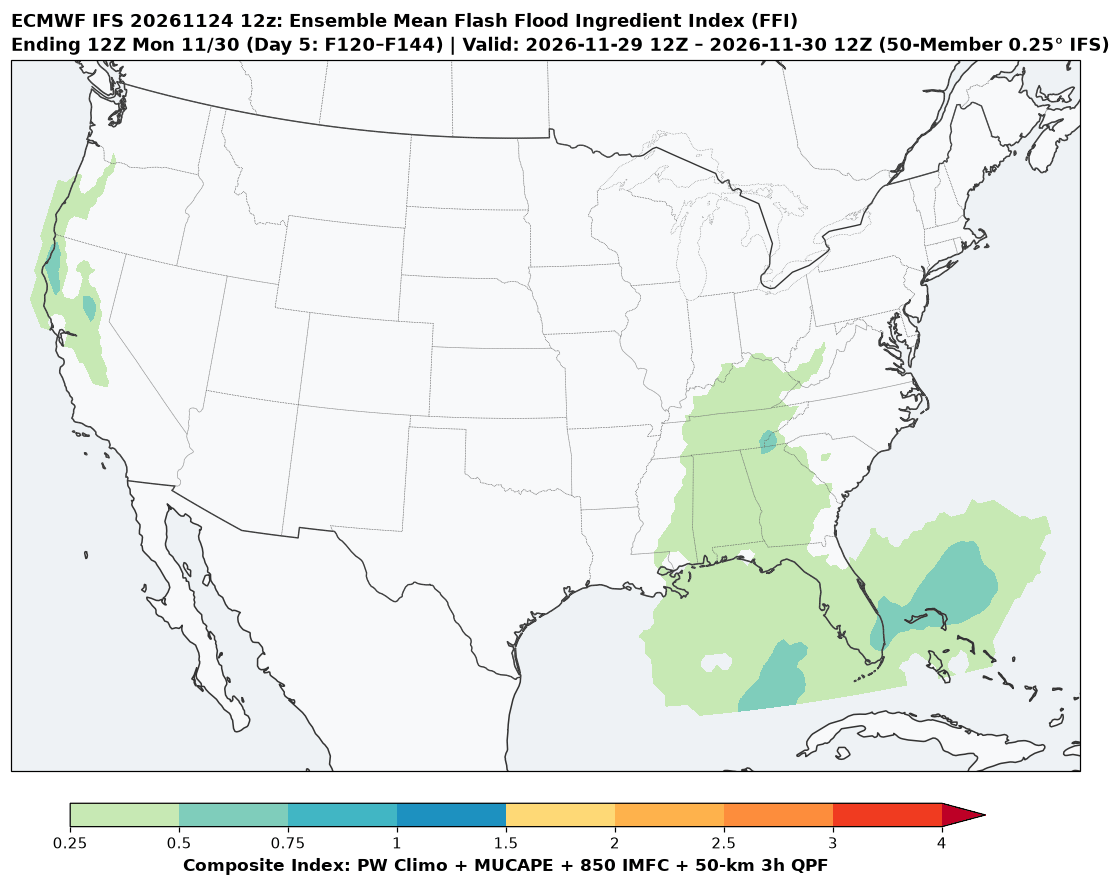 ECMWF IFS 20261124 12z: Ensemble Mean Flash Flood Ingredient Index (FFI)
Ending 12Z Mon 11/30 (Day 5: F120–F144) | Valid: 2026-11-29 12Z – 2026-11-30 12Z (50-Member 0.25° IFS)
0.25 0.5 0.75 1 1.5 2 2.5 3 4
Composite Index: PW Climo + MUCAPE + 850 IMFC + 50-km 3h QPF